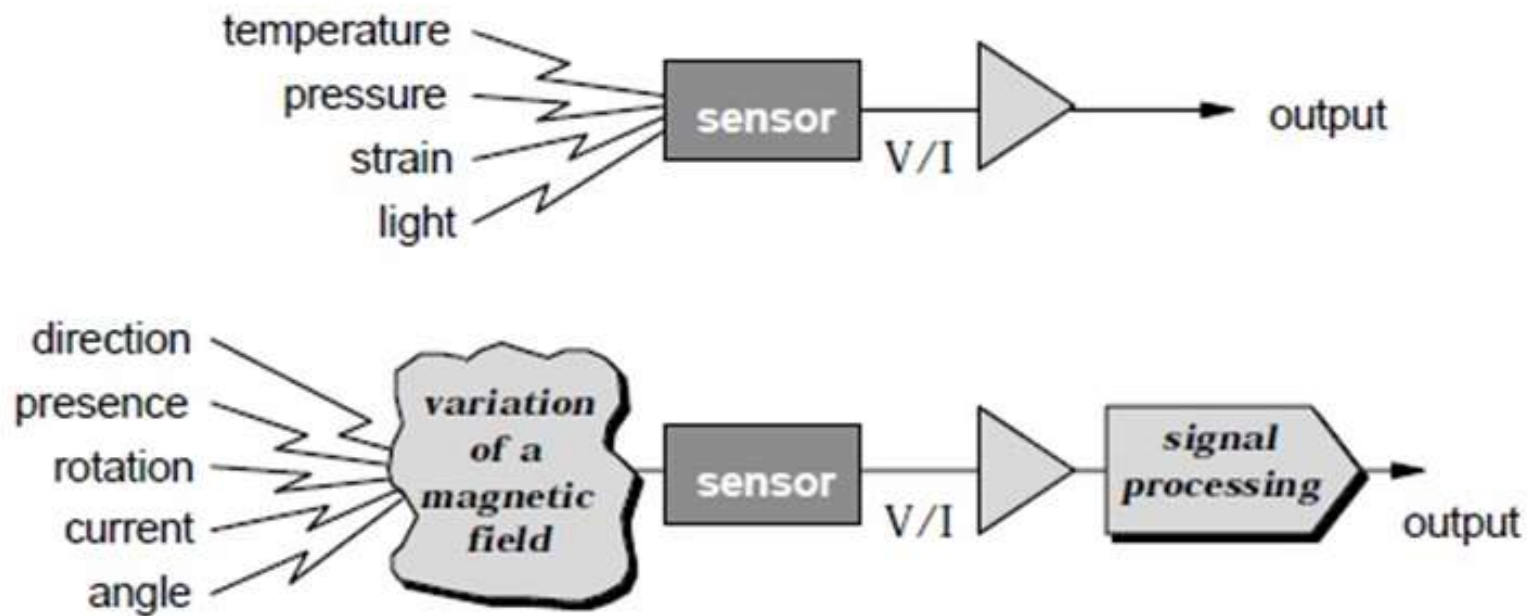 temperature
pressure
strain
light
sensor
V/I
output
direction
presence
rotation
current
angle
variation
of a
magnetic
field
sensor
V/I
signal
processing
output